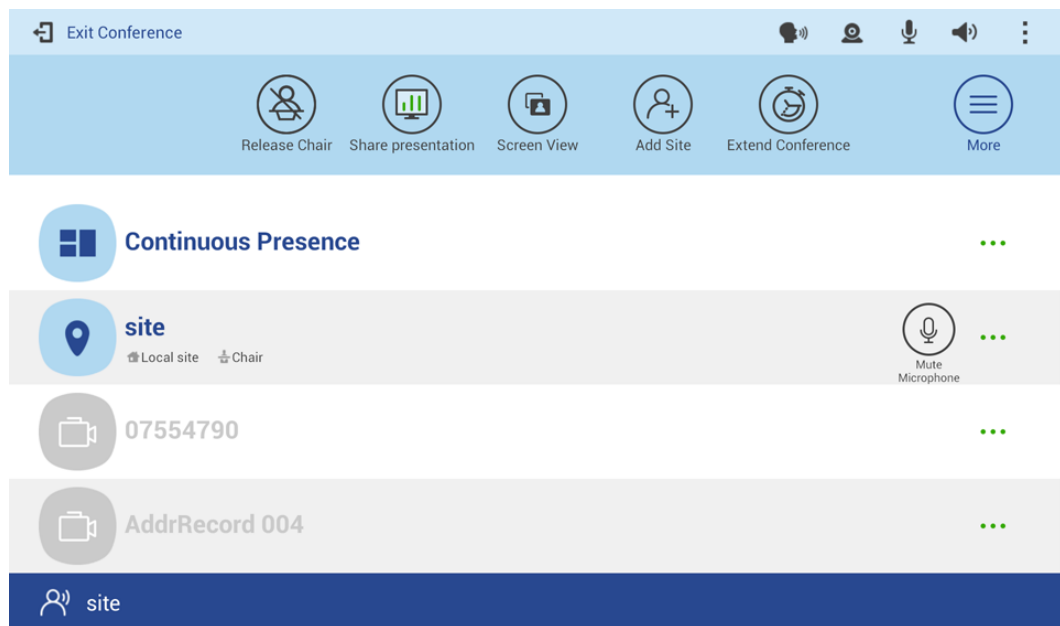 Exit Conference
Release Chair
Share presentation
Screen View
Add Site
Extend Conference
More
Continuous Presence
site
Local site
Chair
Mute
Microphone
07554790
AddrRecord 004
site